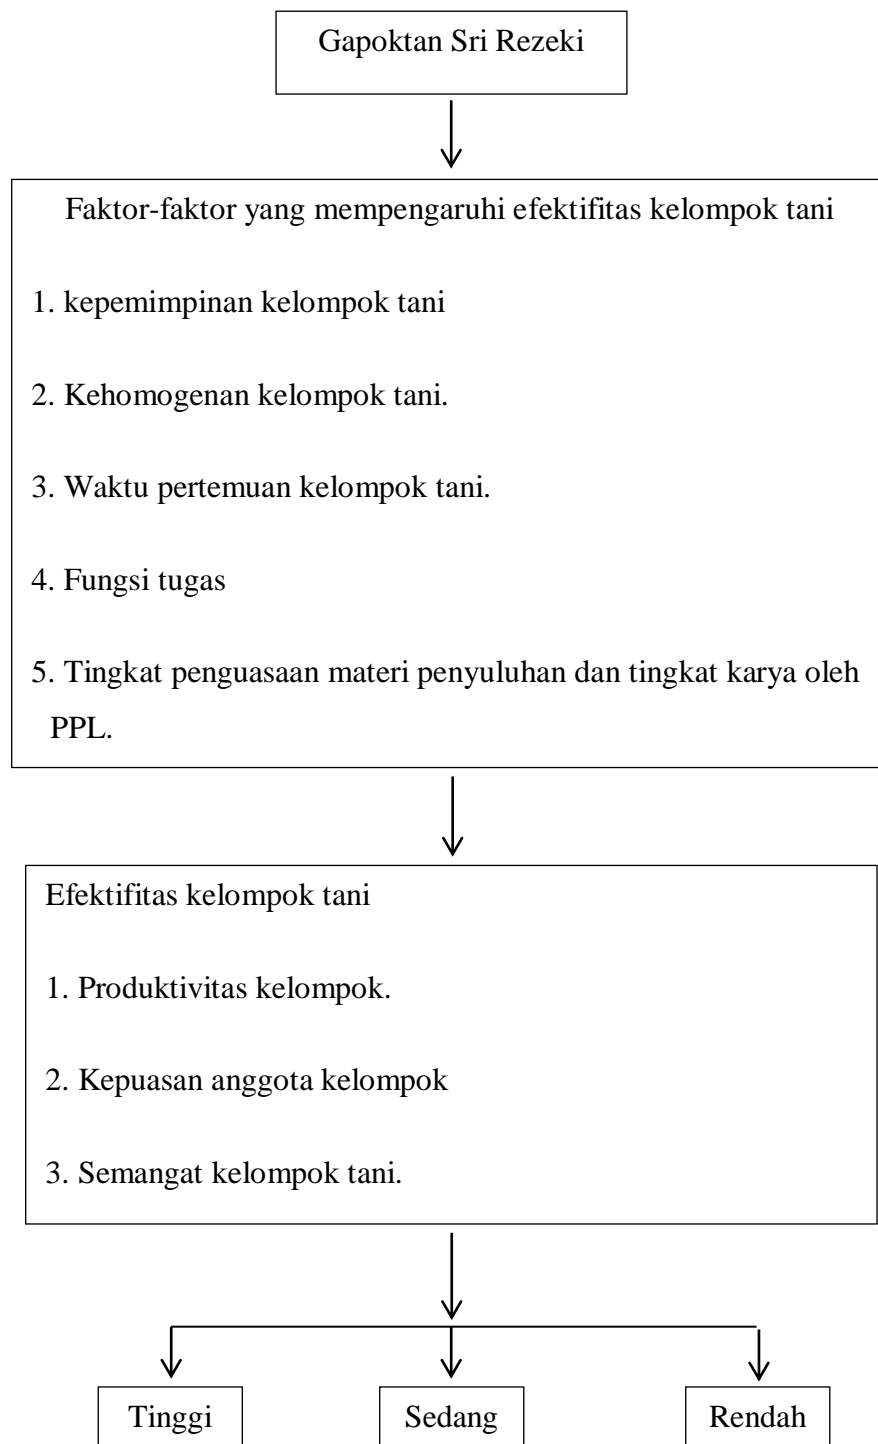 Gapoktan Sri Rezeki
Faktor-faktor yang mempengaruhi efektifitas kelompok tani
1. kepemimpinan kelompok tani
2. Kehomogenan kelompok tani.
3. Waktu pertemuan kelompok tani.
4. Fungsi tugas
5. Tingkat penguasaan materi penyuluhan dan tingkat karya oleh
PPL.
Efektifitas kelompok tani
1. Produktivitas kelompok.
2. Kepuasan anggota kelompok
3. Semangat kelompok tani.
Tinggi Sedang Rendah